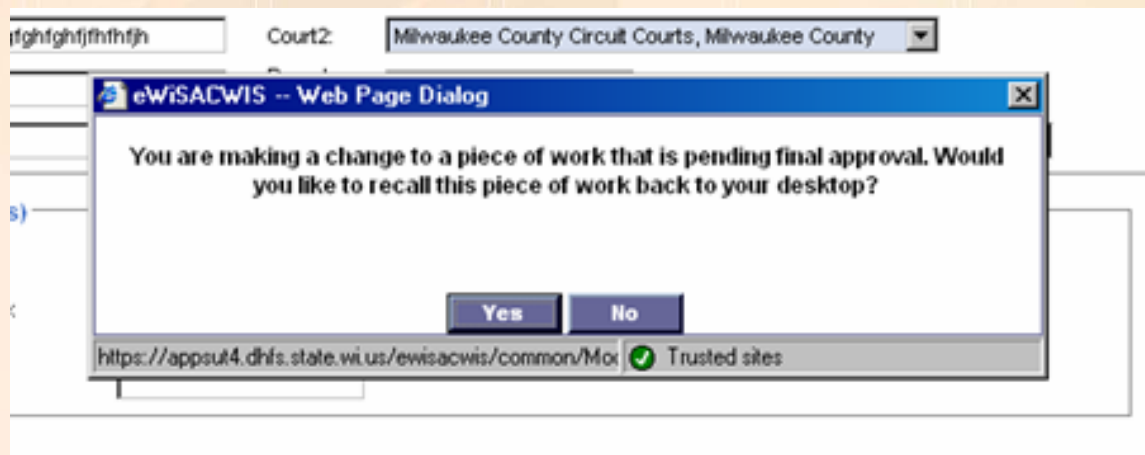 Court2: Milwaukee County Circuit Courts, Milwaukee County
eWiSACWIS -- Web Page Dialog
You are making a change to a piece of work that is pending final approval. Would
you like to recall this piece of work back to your desktop?
s)
Yes No
https://appsut4.dhfs.state.wi.us/ewisacwis/common/Mod Trusted sites